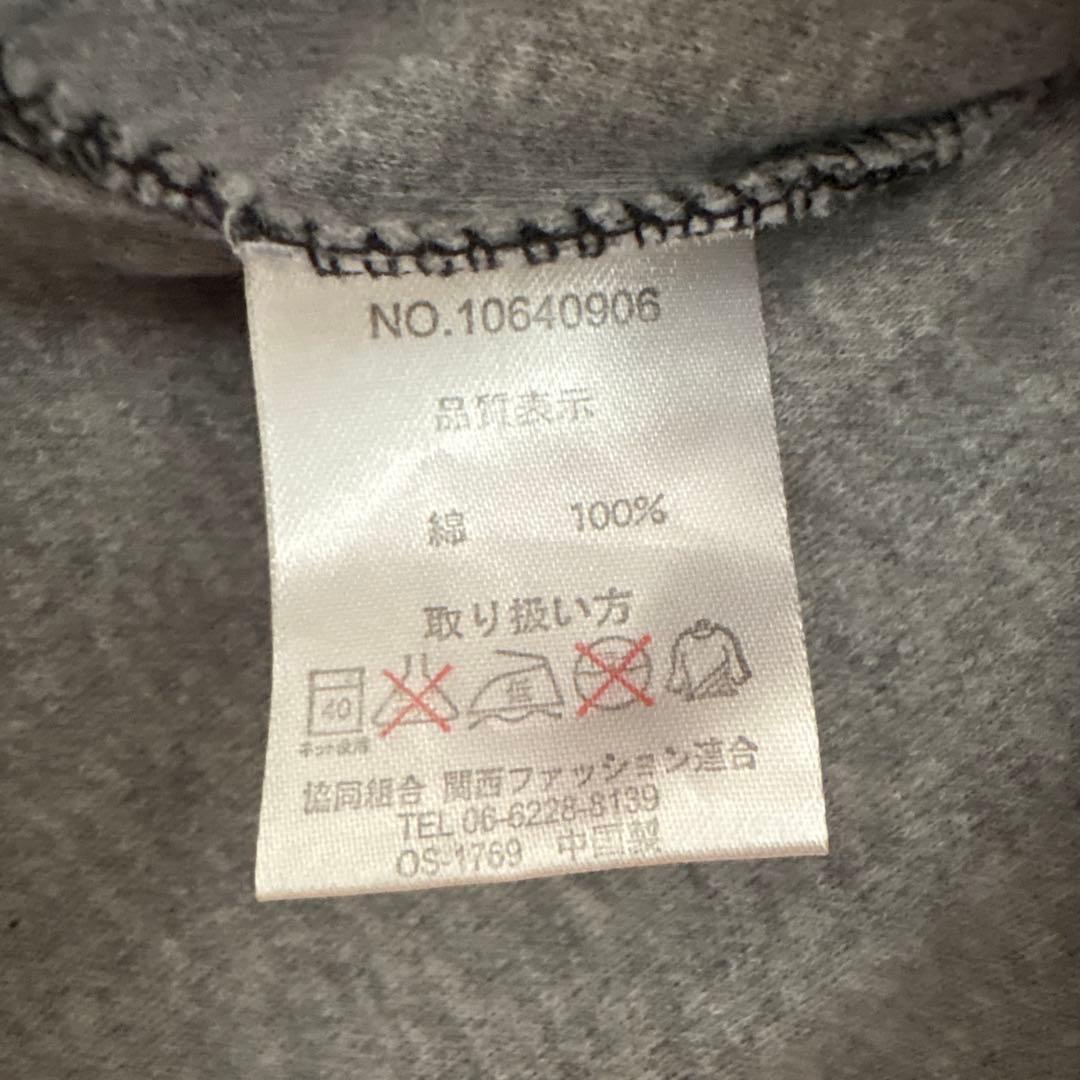 NO.10640906
品質表示
綿 100%
取り扱い方
40 低
ネット使用
協同組合 関西ファッション連合
TEL 06-6228-8139
OS-1769 中国製